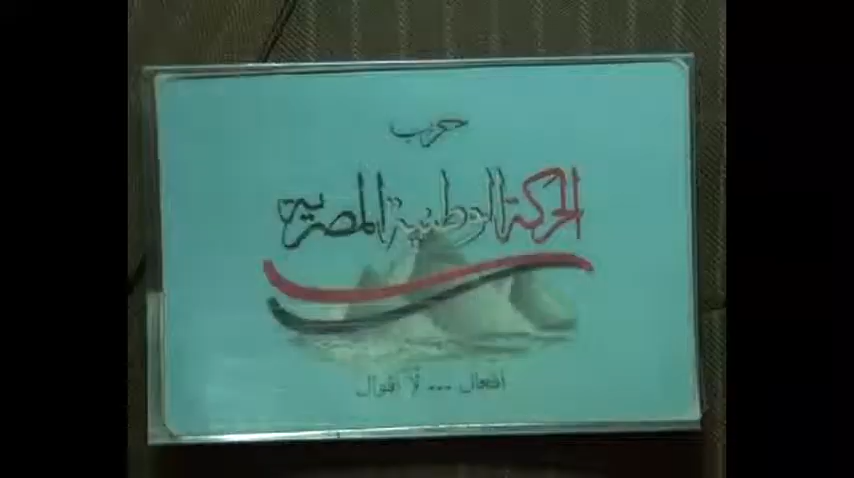 حزب
الحركة الوطنية المصرية
أفعال ... لا أقوال